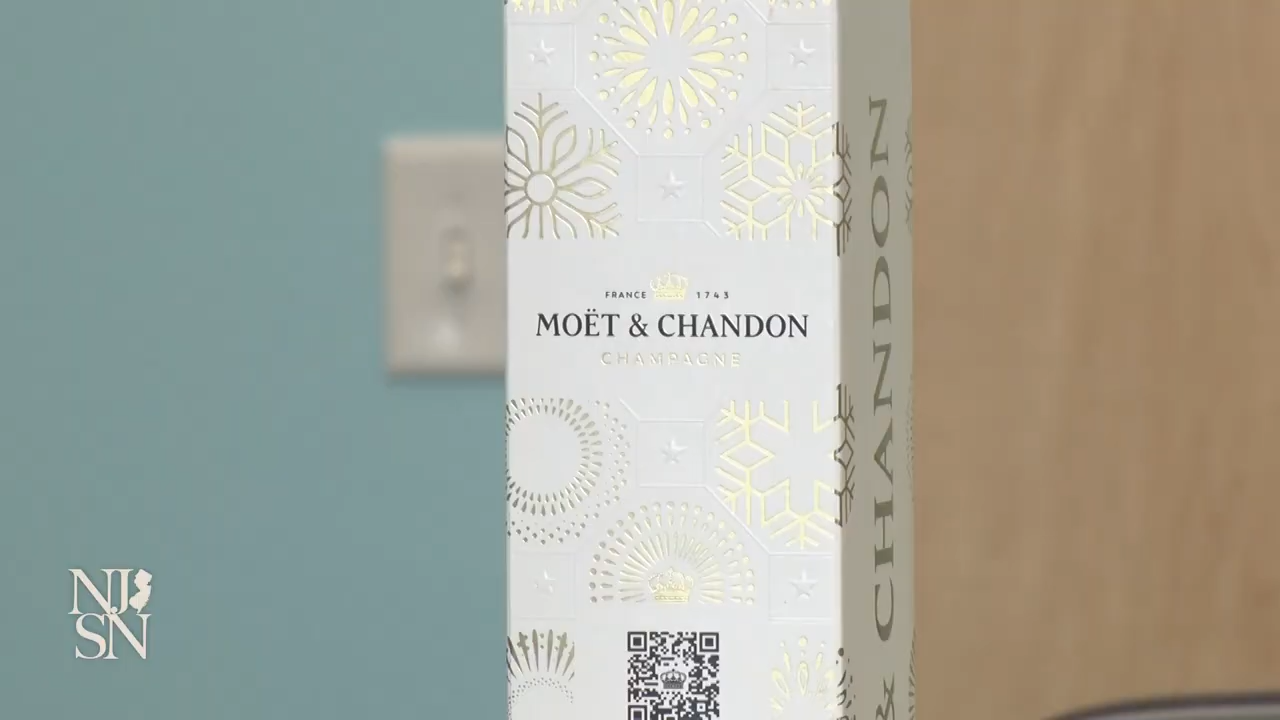 FRANCE 1743
MOËT & CHANDON
CHAMPAGNE
& CHANDON
NJ
SN